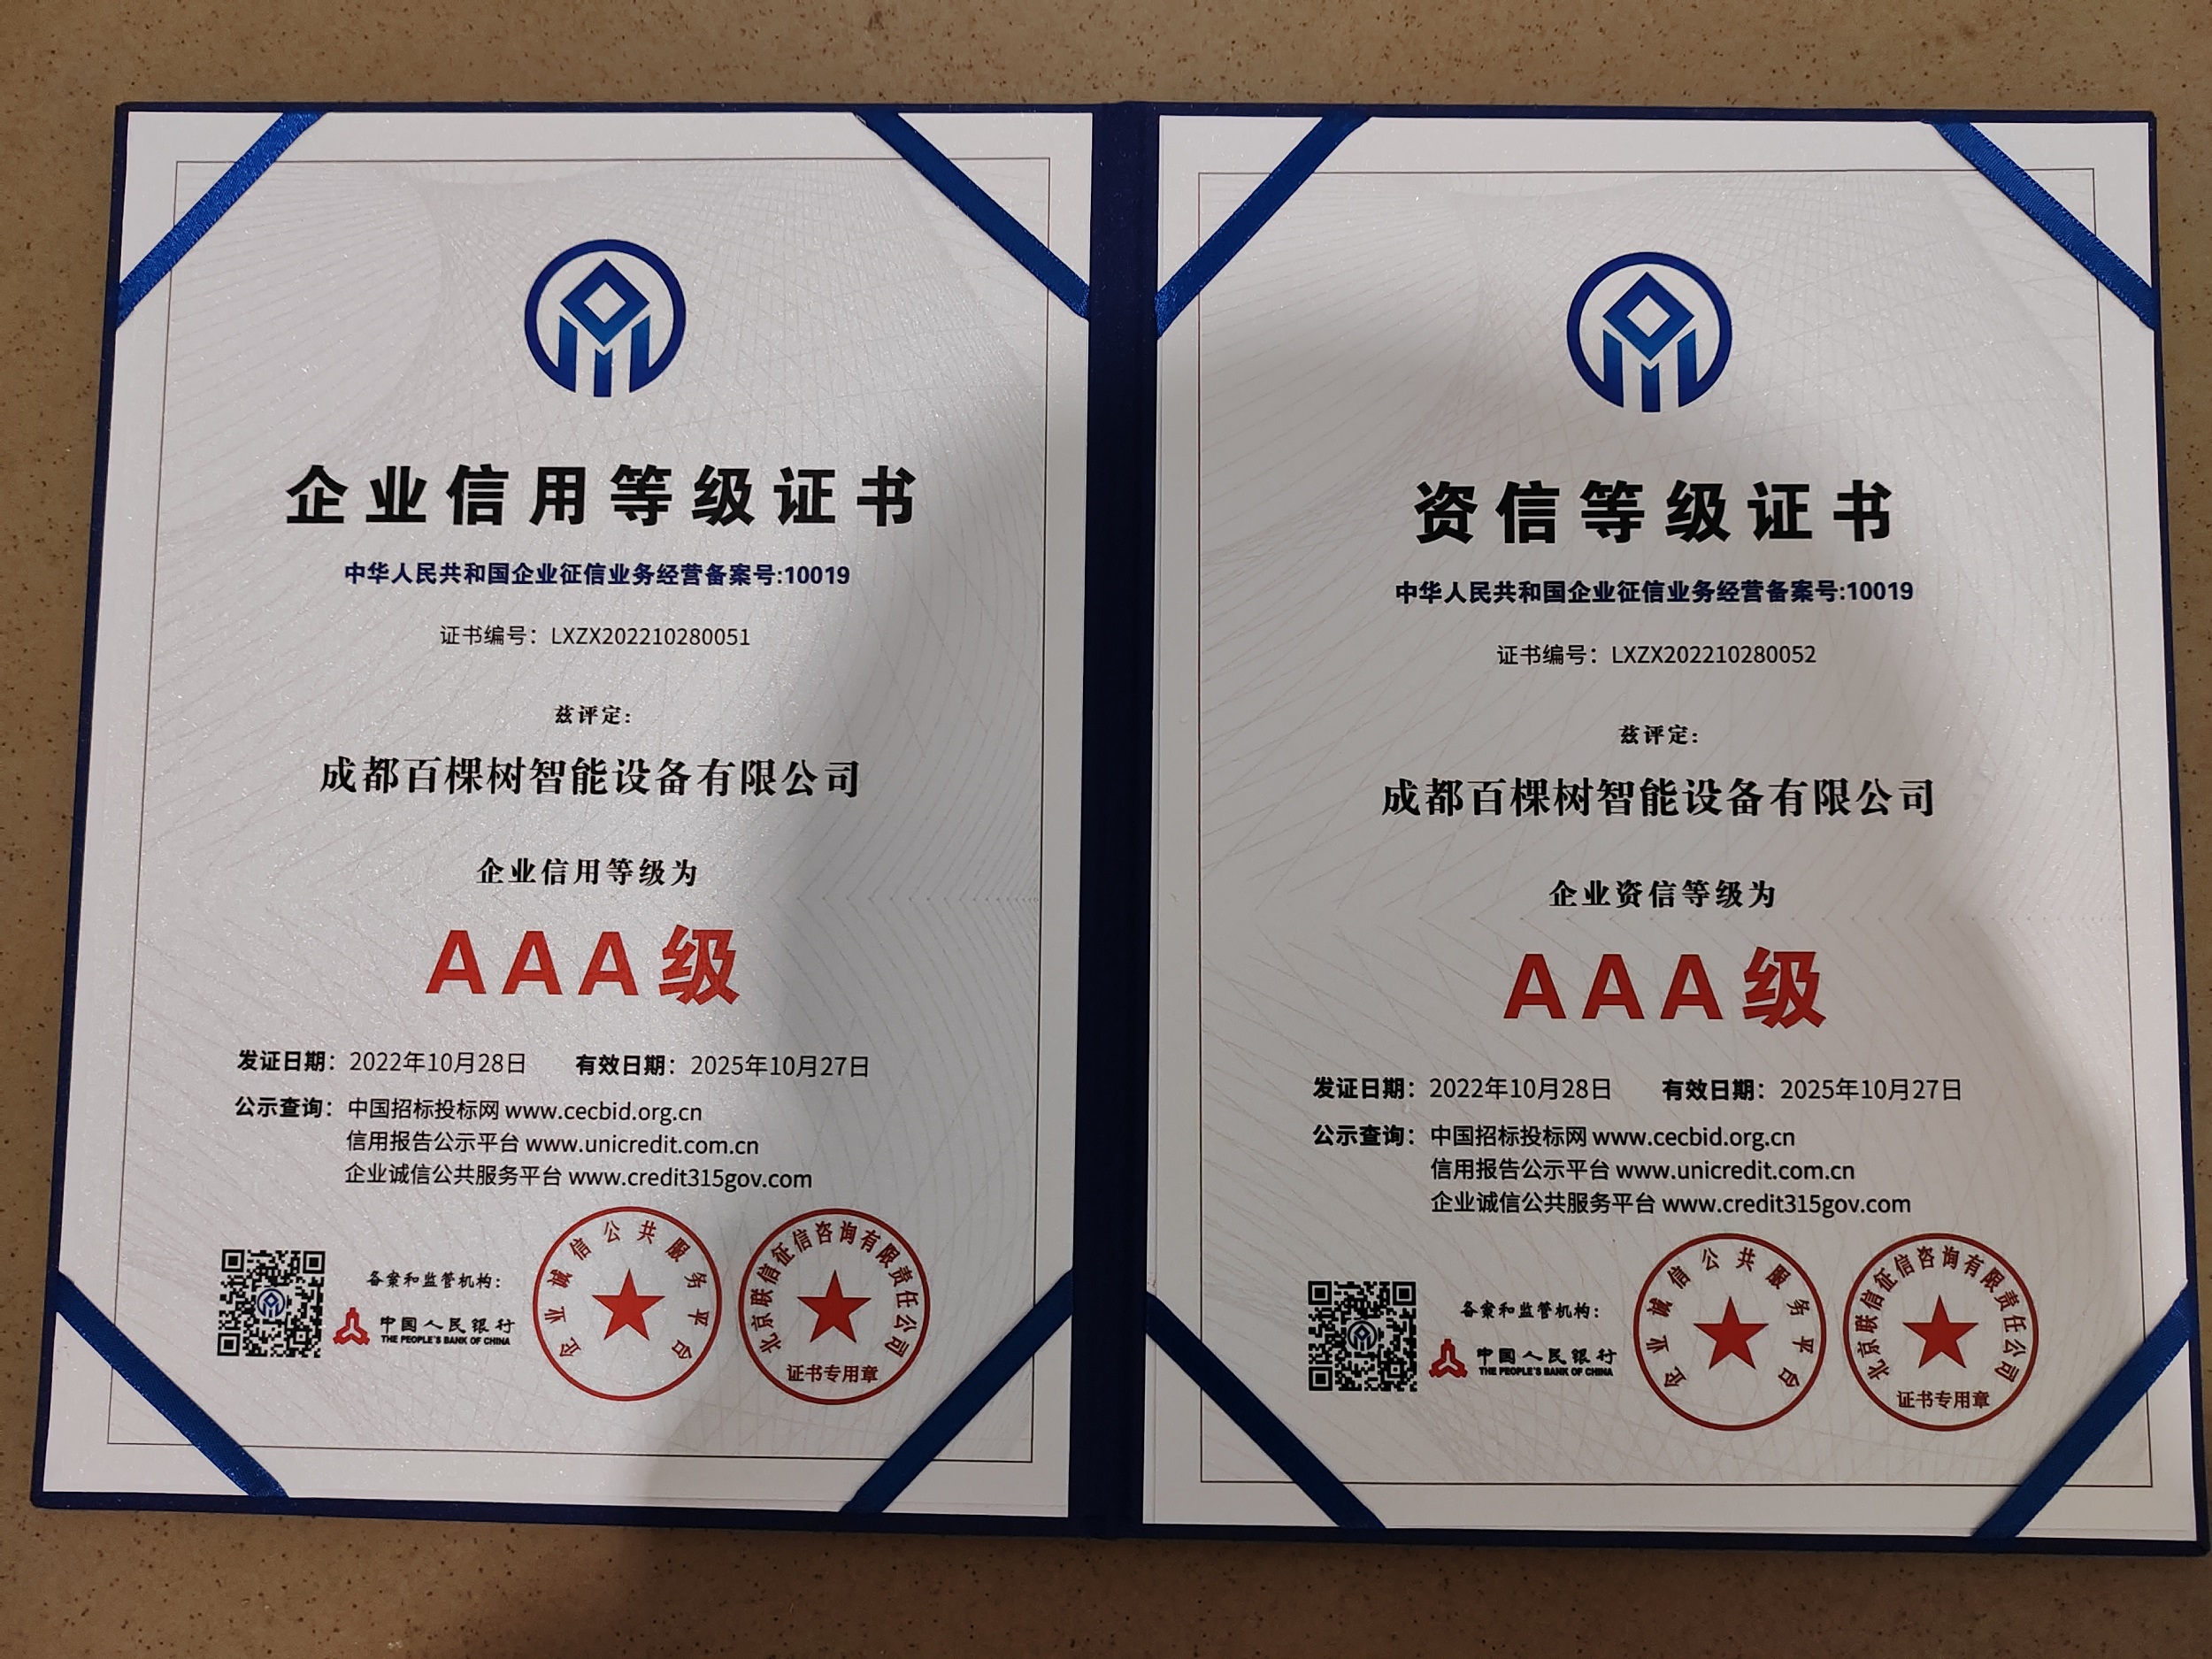 企业信用等级证书
中华人民共和国企业征信业务经营备案号:10019
证书编号：LXZX202210280051
兹评定:
成都百棵树智能设备有限公司
企业信用等级为
AAA级
发证日期：2022年10月28日 有效日期：2025年10月27日
公示查询：中国招标投标网 www.cecbid.org.cn
信用报告公示平台 www.unicredit.com.cn
企业诚信公共服务平台 www.credit315gov.com
备案和监管机构：
中国人民银行
THE PEOPLE'S BANK OF CHINA
企业诚信公共服务平台
北京联信征信咨询有限责任公司
证书专用章
资信等级证书
中华人民共和国企业征信业务经营备案号:10019
证书编号：LXZX202210280052
兹评定:
成都百棵树智能设备有限公司
企业资信等级为
AAA级
发证日期：2022年10月28日 有效日期：2025年10月27日
公示查询：中国招标投标网 www.cecbid.org.cn
信用报告公示平台 www.unicredit.com.cn
企业诚信公共服务平台 www.credit315gov.com
备案和监管机构：
中国人民银行
THE PEOPLE'S BANK OF CHINA
企业诚信公共服务平台
北京联信征信咨询有限责任公司
证书专用章